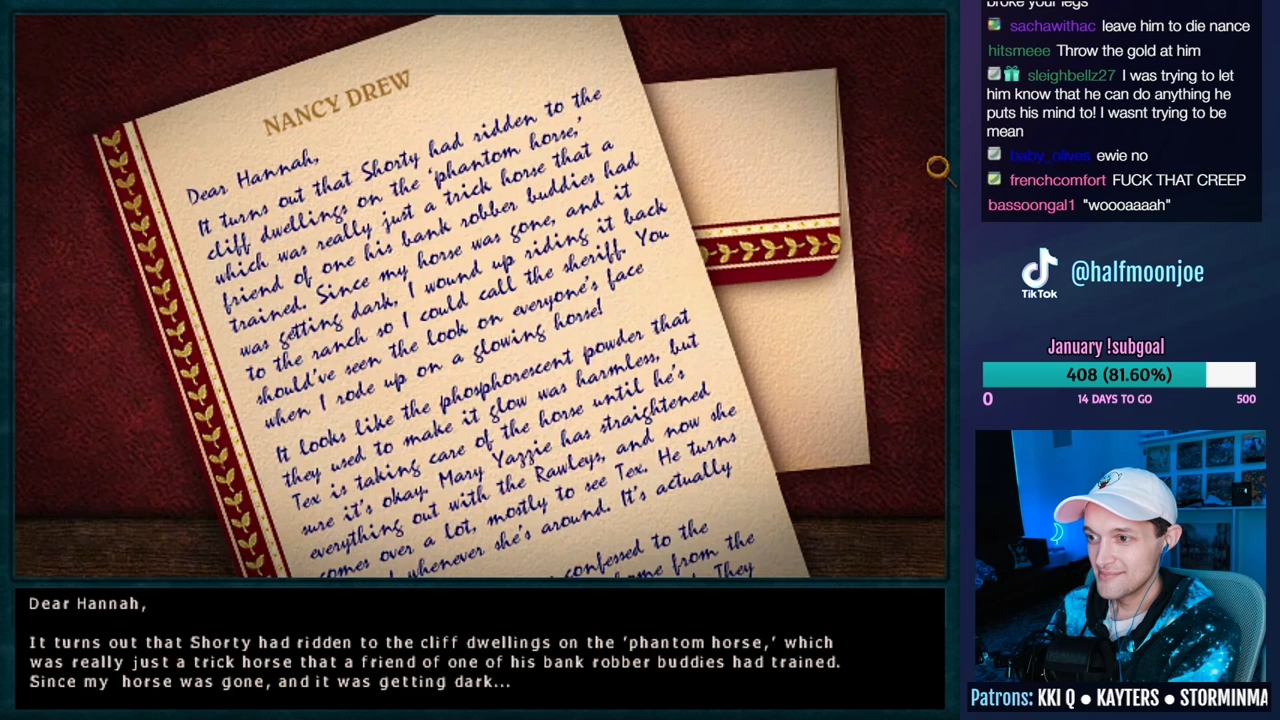 NANCY DREW
Dear Hannah,
It turns out that Shorty had ridden to the
cliff dwellings on the 'phantom horse,'
which was really just a trick horse that a
friend of one his bank robber buddies had
trained. Since my horse was gone, and it
was getting dark, I wound up riding it back
to the ranch so I could call the sheriff. You
should've seen the look on everyone's face
when I rode up on a glowing horse!
It looks like the phosphorescent powder that
they used to make it glow was harmless, but
Tex is taking care of the horse until he's
sure it's okay. Mary Yazzie has straightened
everything out with the Rawleys, and now she
comes over a lot, mostly to see Tex. He turns
whenever she's around. It's actually
confessed to the
ome from the
They
Dear Hannah,
It turns out that Shorty had ridden to the cliff dwellings on the 'phantom horse,' which
was really just a trick horse that a friend of one of his bank robber buddies had trained.
Since my horse was gone, and it was getting dark...
broke your legs
sachawithac leave him to die nance
hitsmeee Throw the gold at him
sleighbellz27 I was trying to let
him know that he can do anything he
puts his mind to! I wasnt trying to be
mean
baby_olives ewie no
frenchcomfort FUCK THAT CREEP
bassoongal1 "woooaaaah"
TikTok @halfmoonjoe
January !subgoal
408 (81.60%)
0 14 DAYS TO GO 500
Patrons: KKI Q ● KAYTERS ● STORMINMA